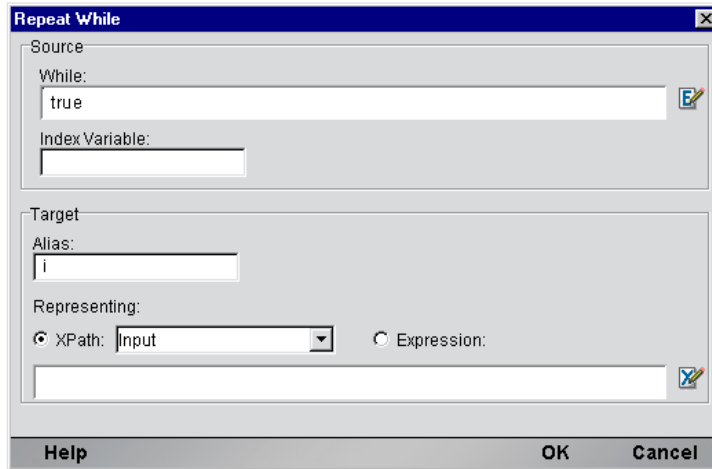 Repeat While
Source
While:
true
Index Variable:
Target
Alias:
i
Representing:
XPath: Input Expression:
Help OK Cancel